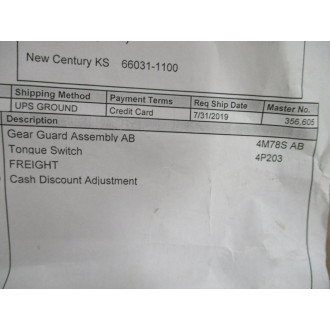 New Century KS 66031-1100
Shipping Method Payment Terms Req Ship Date Master No.
UPS GROUND Credit Card 7/31/2019 356,605
Description
Gear Guard Assembly AB 4M78S AB
Tongue Switch 4P203
FREIGHT
Cash Discount Adjustment